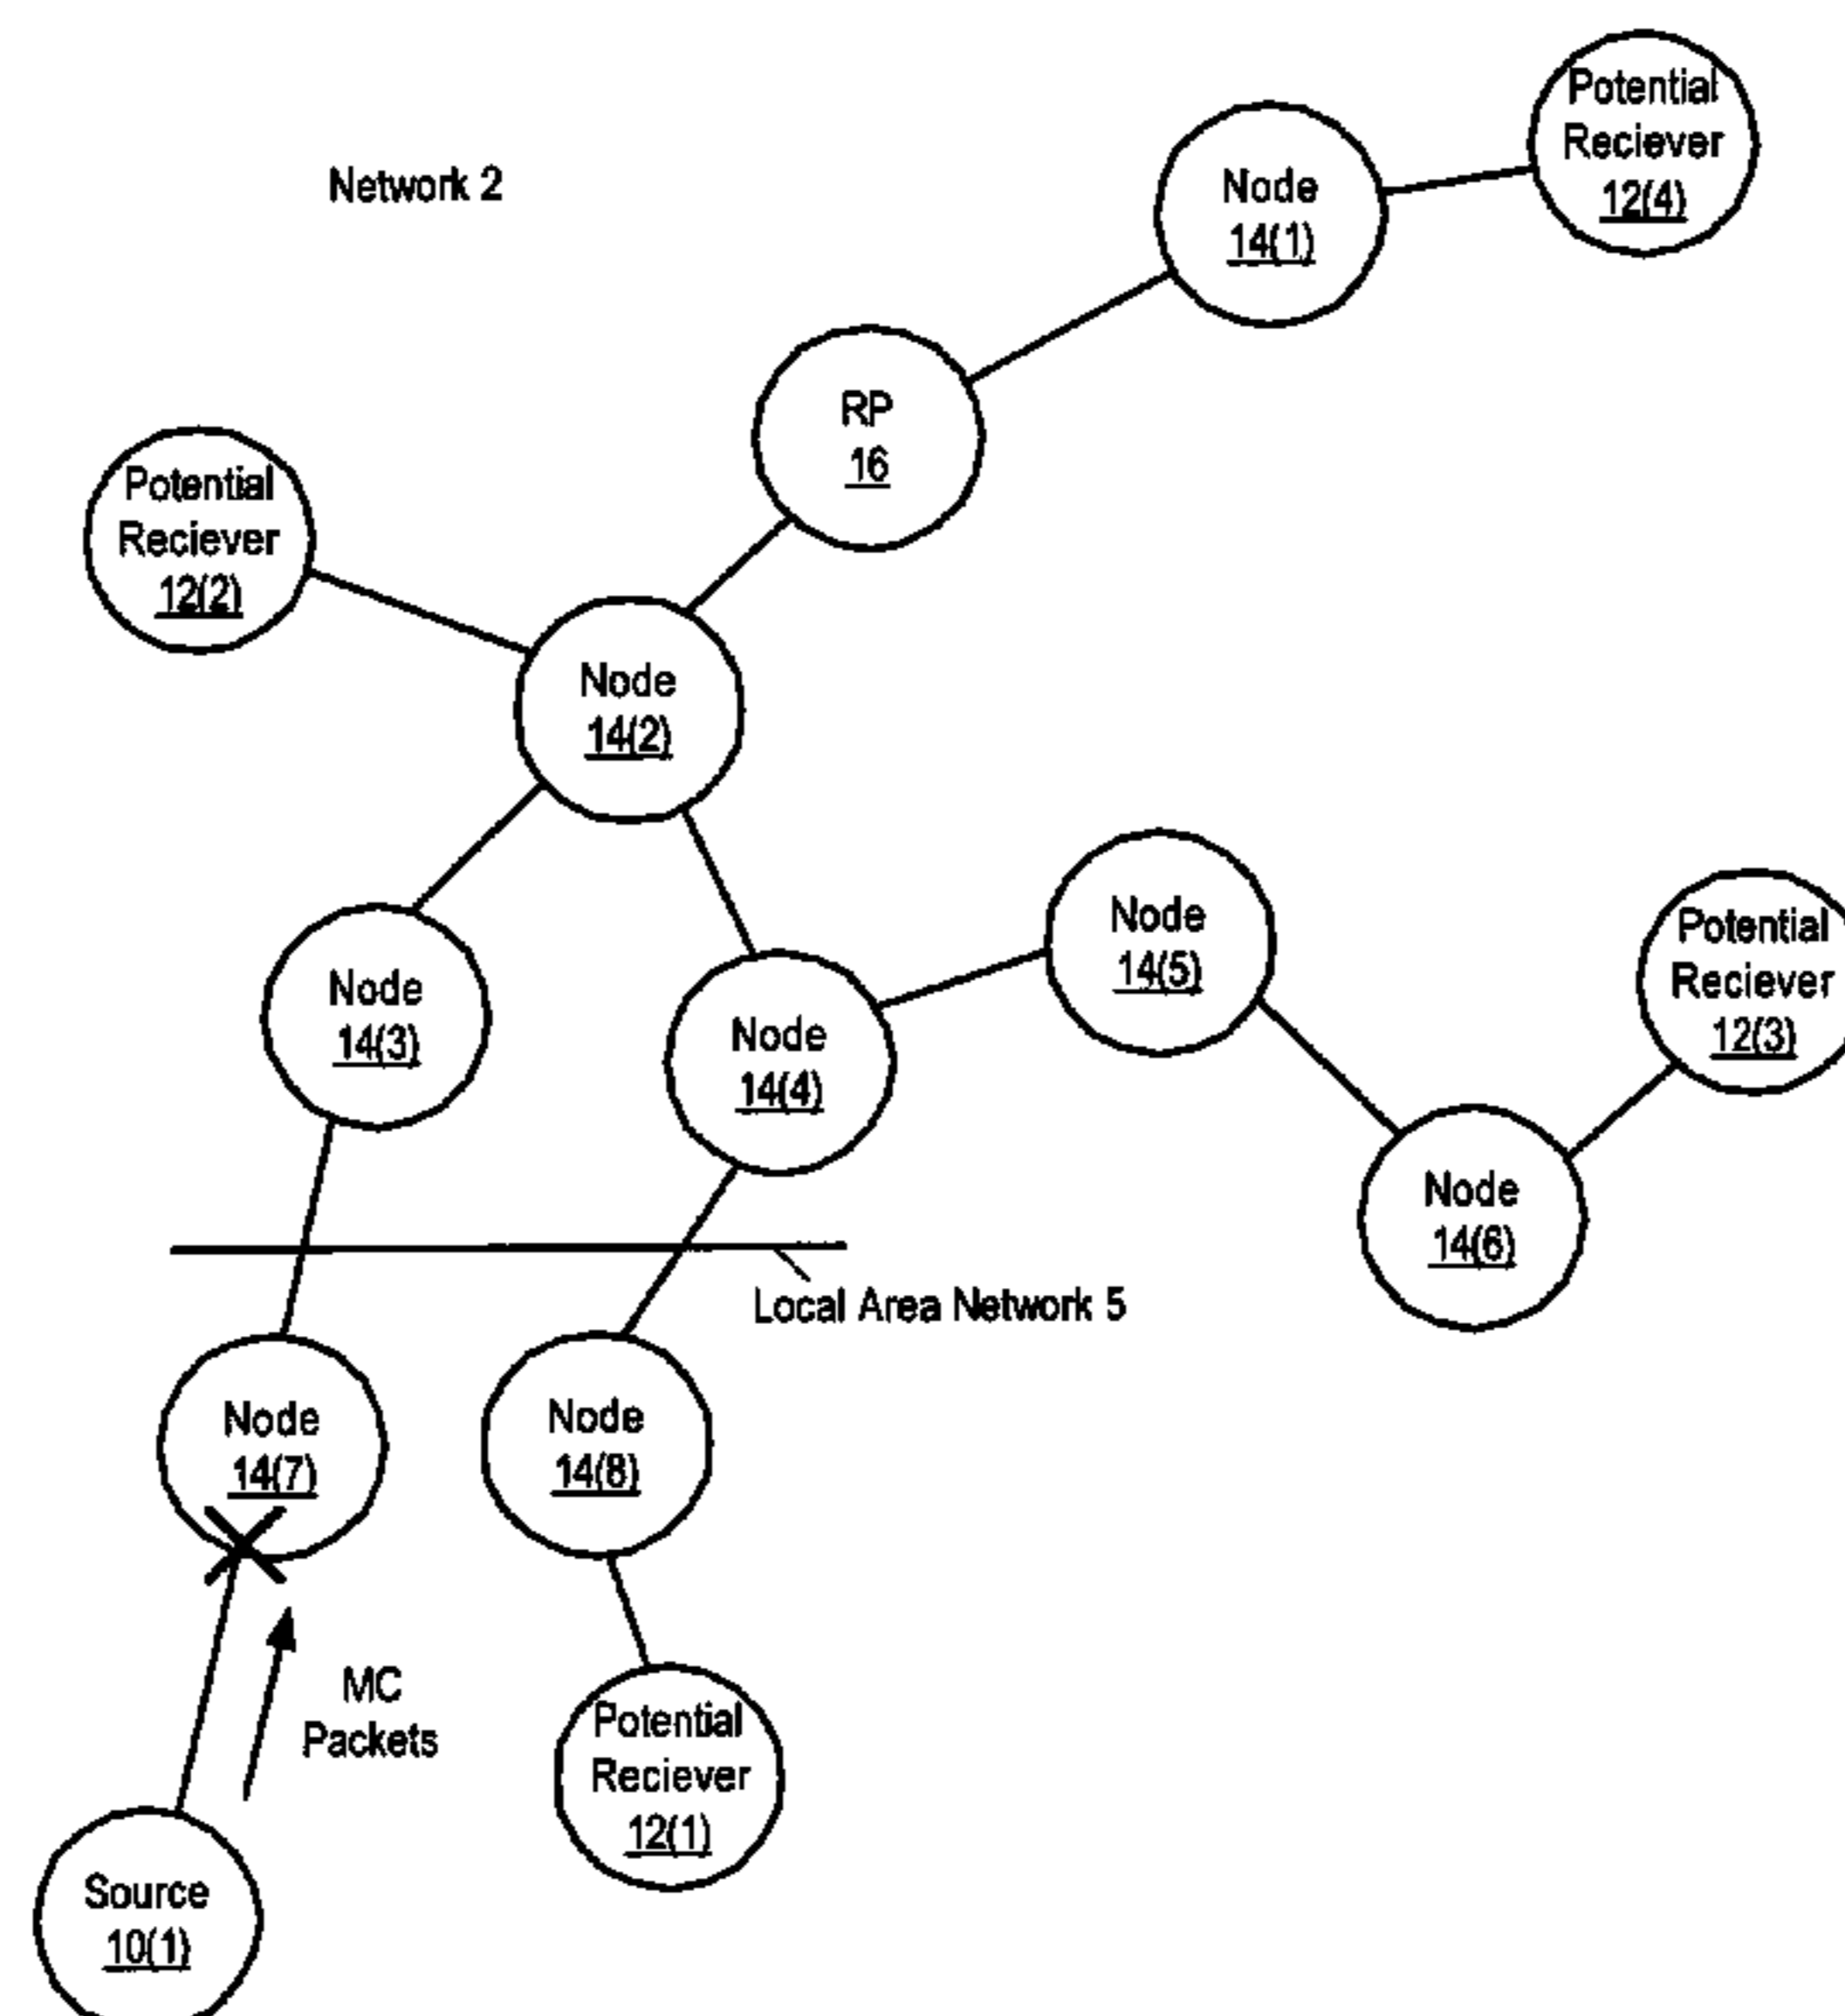 Potential
Reciever
12(4)
Node
14(1)
Network 2
RP
16
Potential
Reciever
12(2)
Node
14(2)
Node
14(5)
Potential
Reciever
12(3)
Node
14(3)
Node
14(4)
Node
14(6)
Local Area Network 5
Node
14(7)
Node
14(8)
MC
Packets
Potential
Reciever
12(1)
Source
10(1)